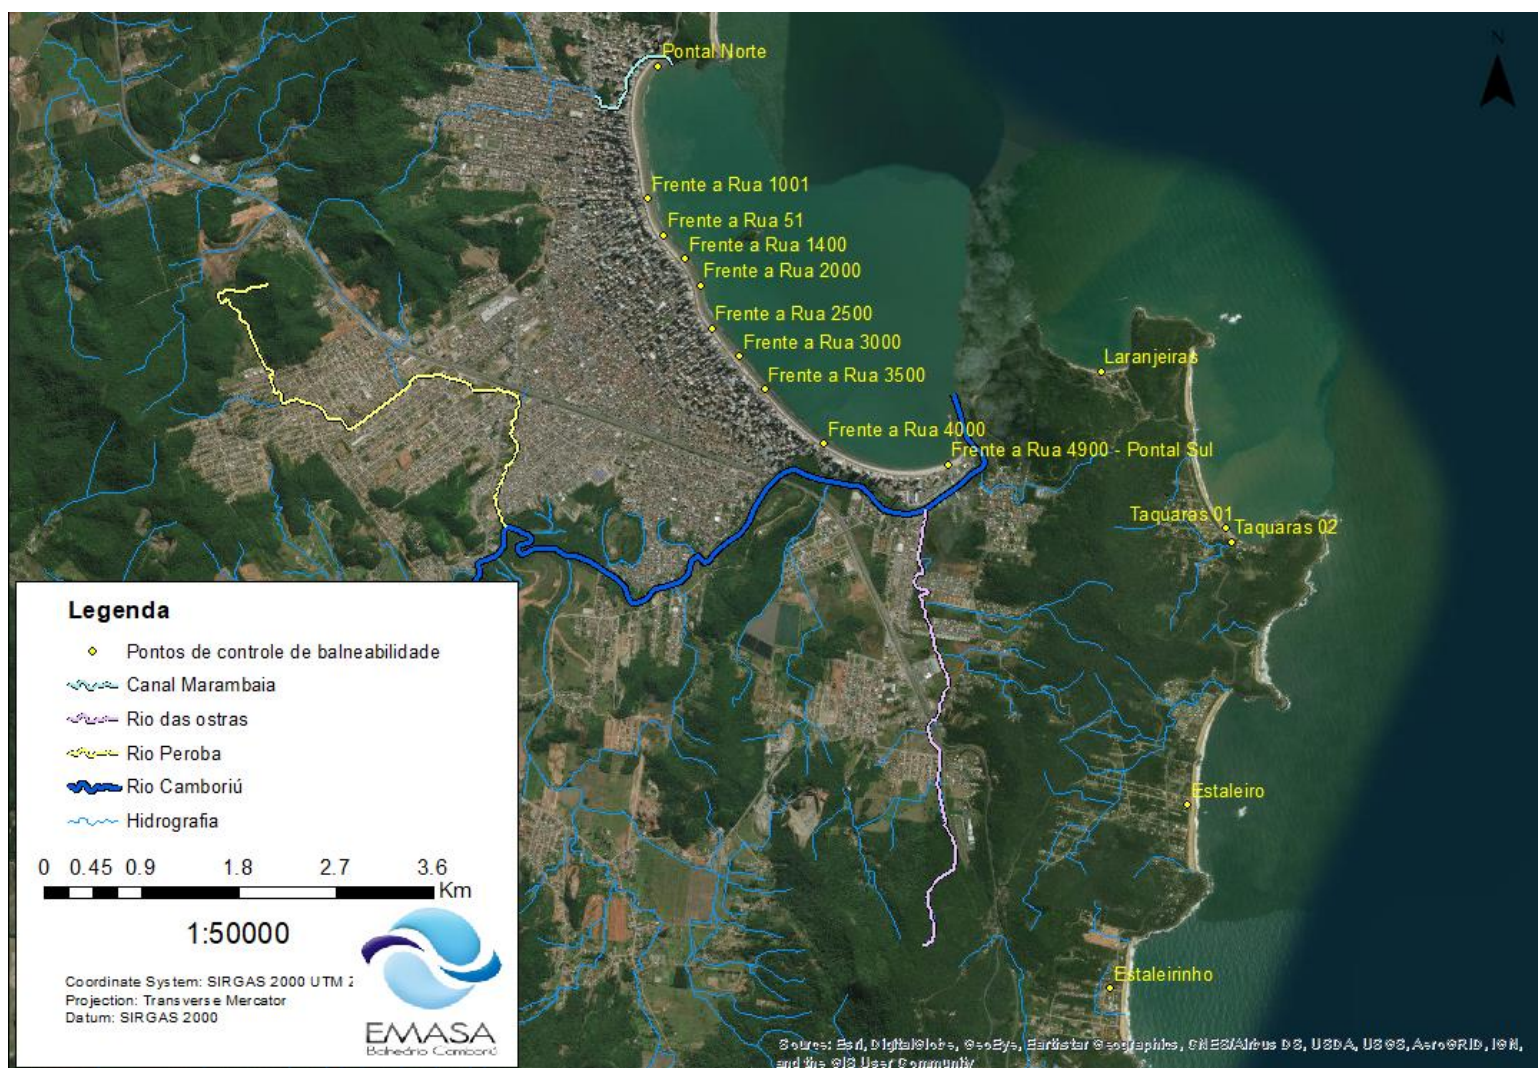 N
Pontal Norte
Frente a Rua 1001
Frente a Rua 51
Frente a Rua 1400
Frente a Rua 2000
Frente a Rua 2500
Frente a Rua 3000
Frente a Rua 3500
Laranjeiras
Frente a Rua 4000
Frente a Rua 4900 - Pontal Sul
Taquaras 01
Taquaras 02
Estaleiro
Estaleirinho
Legenda
Pontos de controle de balneabilidade
Canal Marambaia
Rio das ostras
Rio Peroba
Rio Camboriú
Hidrografia
0 0.45 0.9 1.8 2.7 3.6
Km
1:50000
Coordinate System: SIRGAS 2000 UTM Z
Projection: Transverse Mercator
Datum: SIRGAS 2000
EMASA
Balneário Camboriú
Source: Esri, DigitalGlobe, GeoEye, Earthstar Geographics, CNES/Airbus DS, USDA, USGS, AeroGRID, IGN,
and the GIS User Community